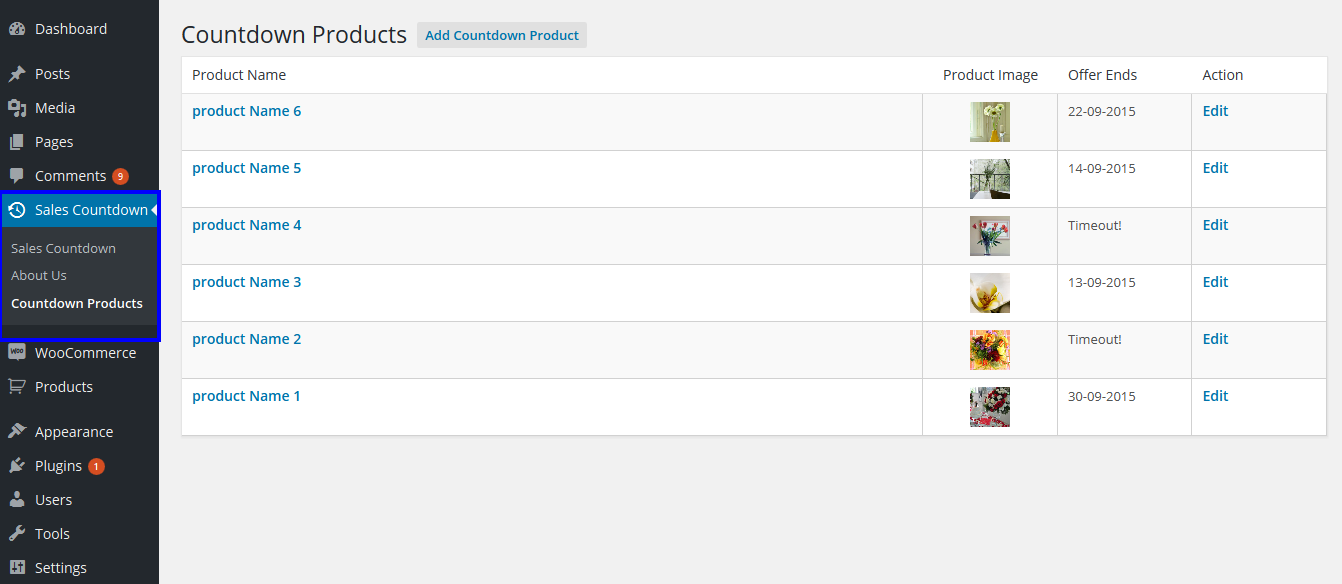 Dashboard
Posts
Media
Pages
Comments 9
Sales Countdown
Sales Countdown
About Us
Countdown Products
WOO WooCommerce
Products
Appearance
Plugins 1
Users
Tools
Settings
Countdown Products Add Countdown Product
Product Name Product Image Offer Ends Action
product Name 6 22-09-2015 Edit
product Name 5 14-09-2015 Edit
product Name 4 Timeout! Edit
product Name 3 13-09-2015 Edit
product Name 2 Timeout! Edit
product Name 1 30-09-2015 Edit